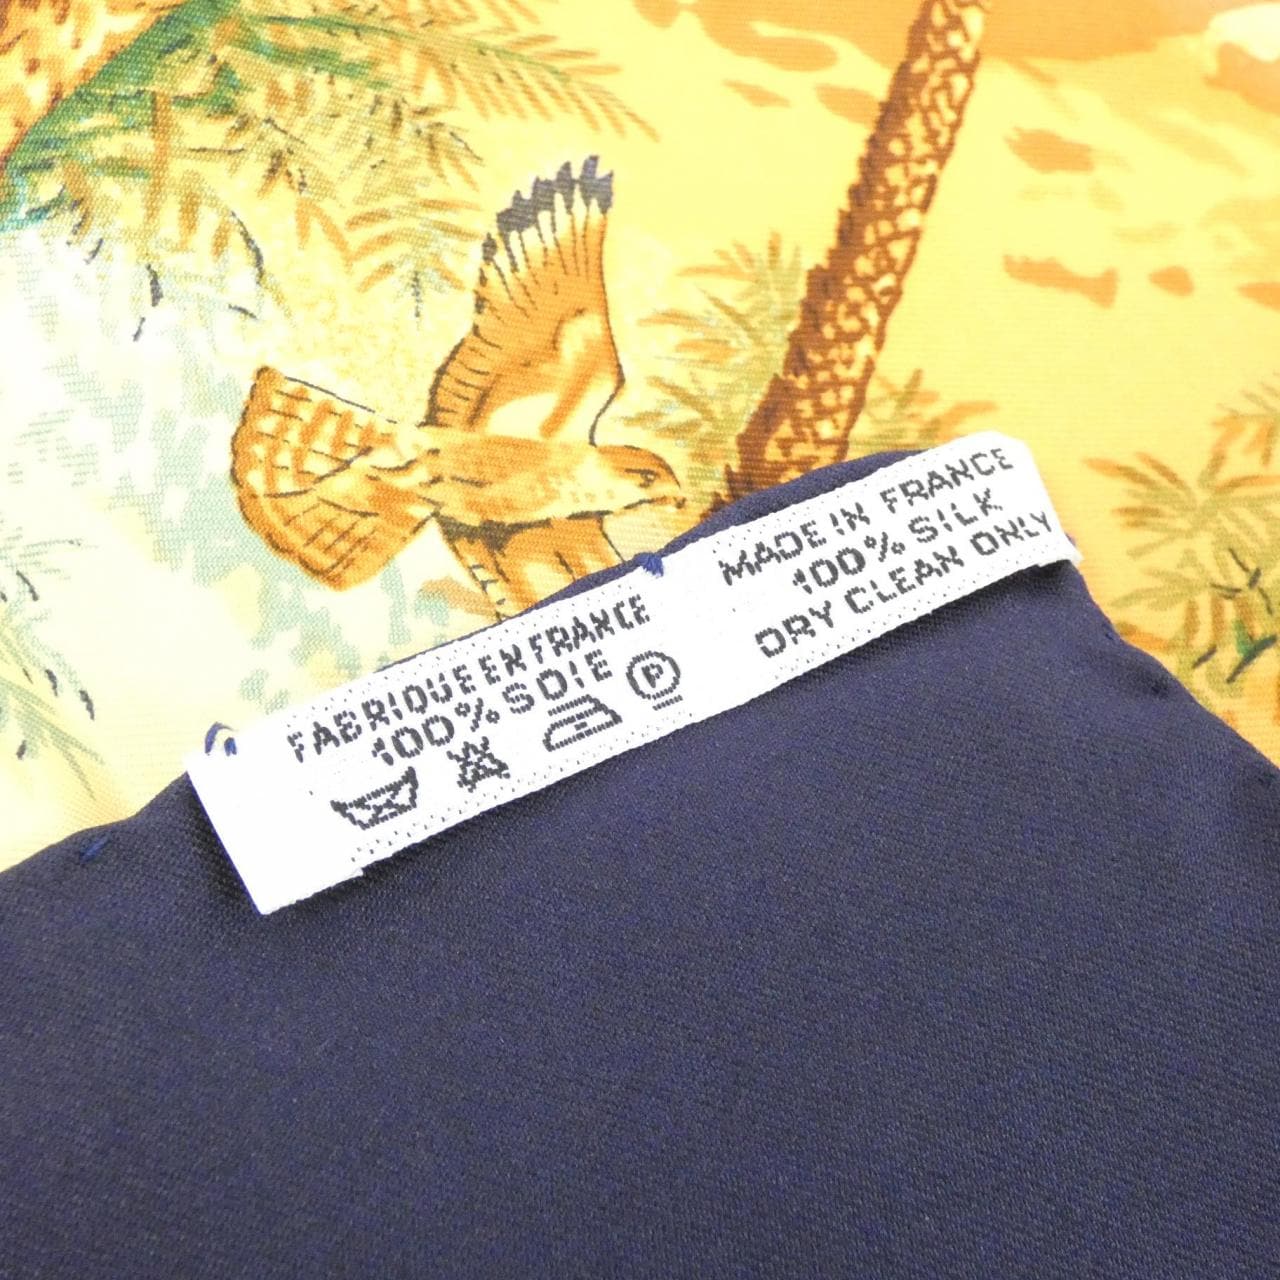 FABRIQUE EN FRANCE
100% SOIE
P
MADE IN FRANCE
100% SILK
DRY CLEAN ONLY